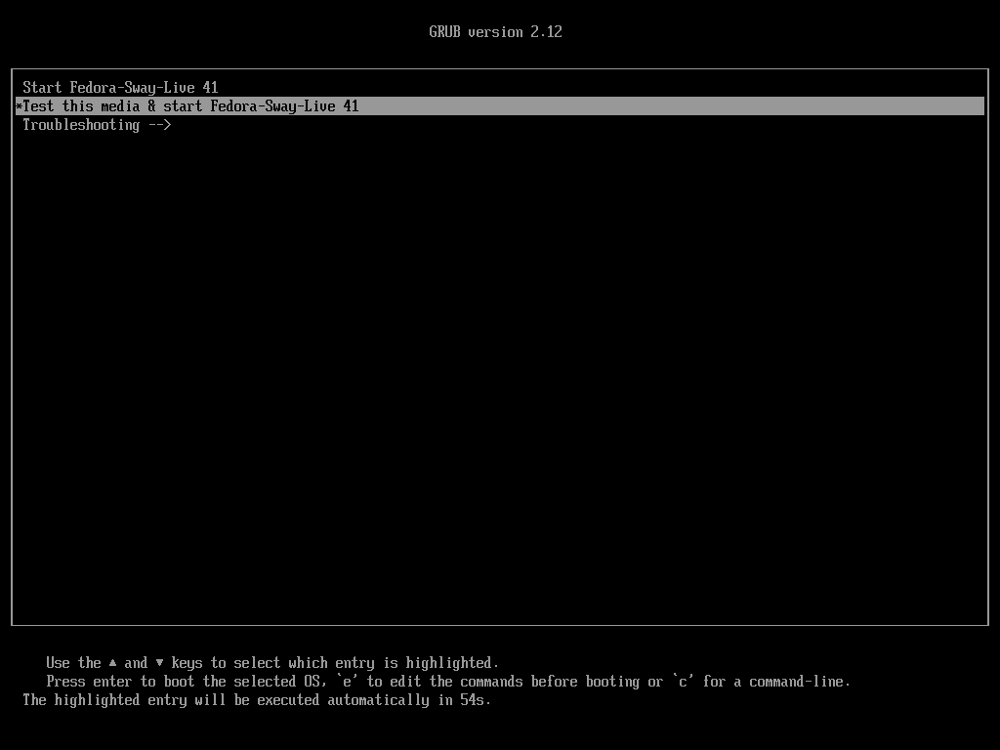 GRUB version 2.12
Start Fedora-Sway-Live 41
*Test this media & start Fedora-Sway-Live 41
Troubleshooting -->
Use the ▲ and ▼ keys to select which entry is highlighted.
Press enter to boot the selected OS, `e' to edit the commands before booting or `c' for a command-line.
The highlighted entry will be executed automatically in 54s.